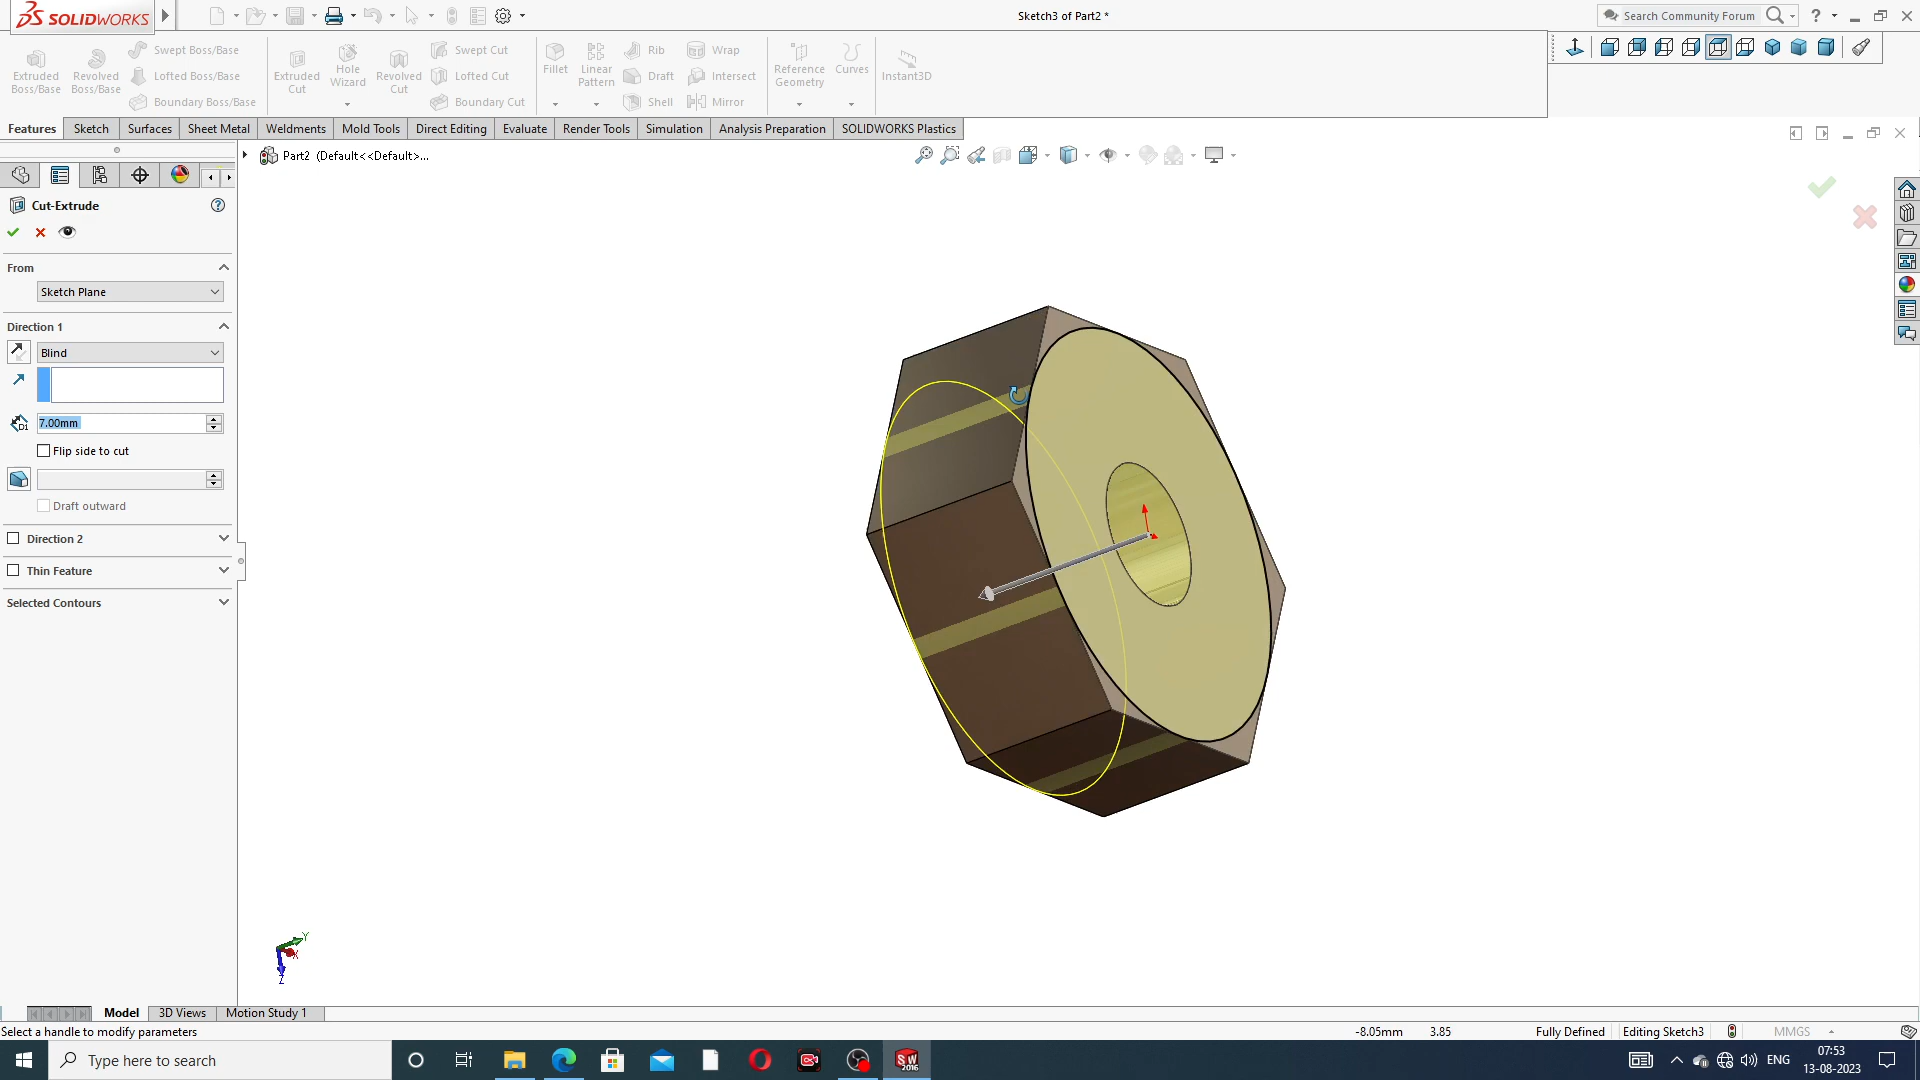 SOLIDWORKS
Sketch3 of Part2 *
Search Community Forum
?
Extruded Boss/Base
Revolved Boss/Base
Swept Boss/Base
Lofted Boss/Base
Boundary Boss/Base
Extruded Cut
Hole Wizard
Revolved Cut
Swept Cut
Lofted Cut
Boundary Cut
Fillet
Linear Pattern
Rib
Draft
Shell
Wrap
Intersect
Mirror
Reference Geometry
Curves
Instant3D
Features
Sketch
Surfaces
Sheet Metal
Weldments
Mold Tools
Direct Editing
Evaluate
Render Tools
Simulation
Analysis Preparation
SOLIDWORKS Plastics
Part2 (Default<<Default>...
Cut-Extrude
?
From
Sketch Plane
Direction 1
Blind
D1
7.00mm
Flip side to cut
Draft outward
Direction 2
Thin Feature
Selected Contours
Y
X
Z
Model
3D Views
Motion Study 1
Select a handle to modify parameters
-8.05mm
3.85
Fully Defined
Editing Sketch3
MMGS
Type here to search
SW
2016
ENG
07:53
13-08-2023